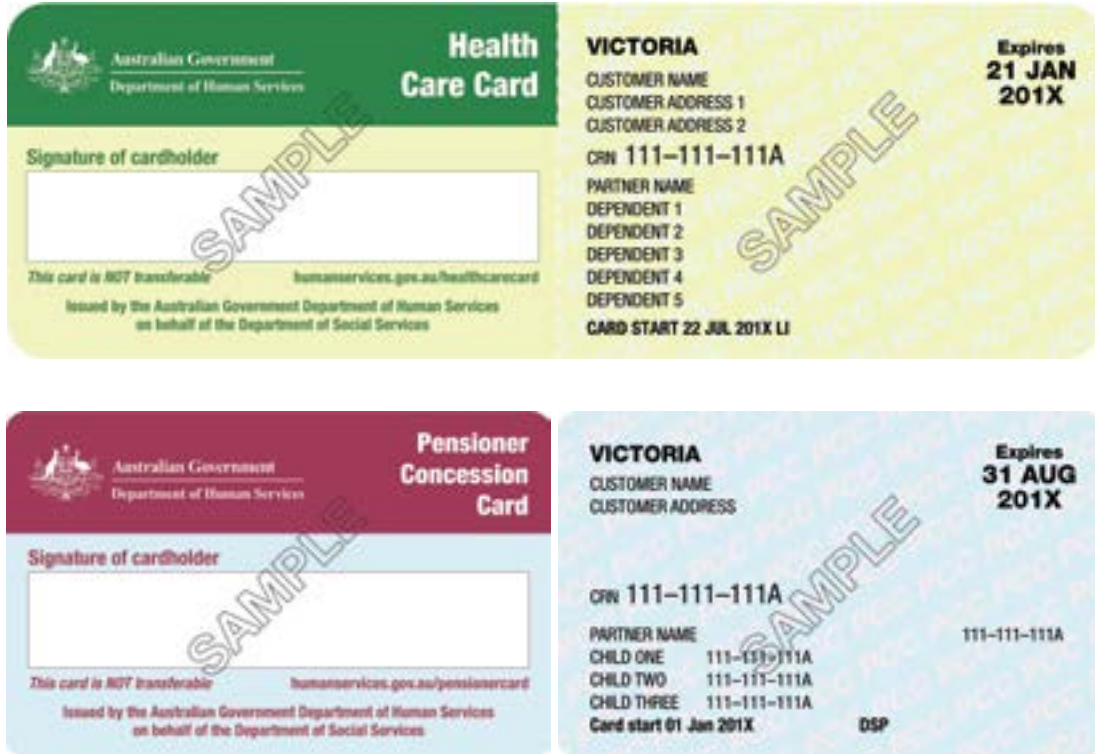 Australian Government
Department of Human Services
Health
Care Card
Signature of cardholder
This card is NOT transferable
humanservices.gov.au/healthcarecard
Issued by the Australian Government Department of Human Services
on behalf of the Department of Social Services
SAMPLE
VICTORIA
Expires
21 JAN
201X
CUSTOMER NAME
CUSTOMER ADDRESS 1
CUSTOMER ADDRESS 2
CRN 111–111–111A
PARTNER NAME
DEPENDENT 1
DEPENDENT 2
DEPENDENT 3
DEPENDENT 4
DEPENDENT 5
CARD START 22 JUL 201X LI
SAMPLE
Australian Government
Department of Human Services
Pensioner
Concession
Card
Signature of cardholder
This card is NOT transferable
humanservices.gov.au/pensionercard
Issued by the Australian Government Department of Human Services
on behalf of the Department of Social Services
SAMPLE
VICTORIA
Expires
31 AUG
201X
CUSTOMER NAME
CUSTOMER ADDRESS
CRN 111–111–111A
PARTNER NAME 111–111–111A
CHILD ONE 111–111–111A
CHILD TWO 111–111–111A
CHILD THREE 111–111–111A
Card start 01 Jan 201X DSP
SAMPLE